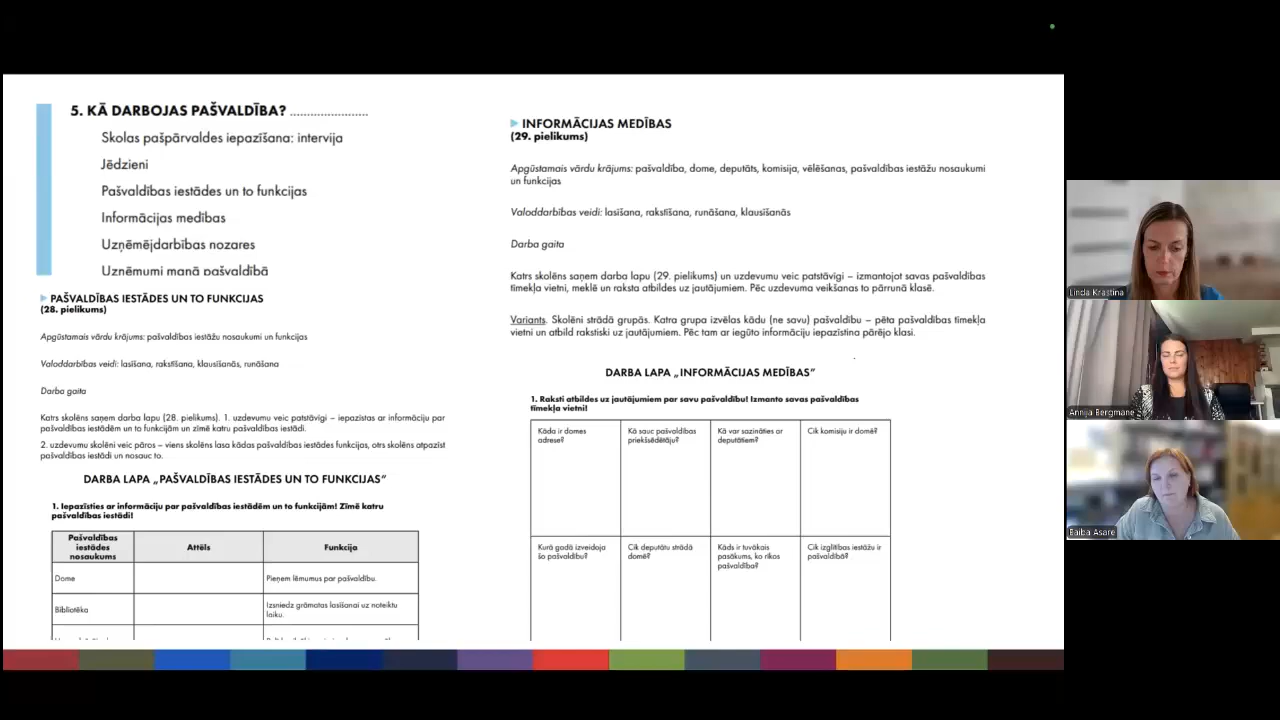 5. KĀ DARBOJAS PAŠVALDĪBA? ......................
Skolas pašpārvaldes iepazīšana: intervija
Jēdzieni
Pašvaldības iestādes un to funkcijas
Informācijas medības
Uzņēmējdarbības nozares
Uzņēmumi manā pašvaldībā
PAŠVALDĪBAS IESTĀDES UN TO FUNKCIJAS
(28. pielikums)
Apgūstamais vārdu krājums: pašvaldības iestāžu nosaukumi un funkcijas
Valoddarbības veidi: lasīšana, rakstīšana, klausīšanās, runāšana
Darba gaita
Katrs skolēns saņem darba lapu (28. pielikums). 1. uzdevumu veic patstāvīgi – iepazīstas ar informāciju par
pašvaldības iestādēm un to funkcijām un zīmē katru pašvaldības iestādi.
2. uzdevumu skolēni veic pāros – viens skolēns lasa kādas pašvaldības iestādes funkcijas, otrs skolēns atpazīst
pašvaldības iestādi un nosauc to.
DARBA LAPA „PAŠVALDĪBAS IESTĀDES UN TO FUNKCIJAS”
1. Iepazīsties ar informāciju par pašvaldības iestādēm un to funkcijām! Zīmē katru
pašvaldības iestādi!
Pašvaldības
iestādes
nosaukums
Attēls
Funkcija
Dome
Pieņem lēmumus par pašvaldību.
Bibliotēka
Izsniedz grāmatas lasīšanai uz noteiktu
laiku.
INFORMĀCIJAS MEDĪBAS
(29. pielikums)
Apgūstamais vārdu krājums: pašvaldība, dome, deputāts, komisija, vēlēšanas, pašvaldības iestāžu nosaukumi
un funkcijas
Valoddarbības veidi: lasīšana, rakstīšana, runāšana, klausīšanās
Darba gaita
Katrs skolēns saņem darba lapu (29. pielikums) un uzdevumu veic patstāvīgi – izmantojot savas pašvaldības
tīmekļa vietni, meklē un raksta atbildes uz jautājumiem. Pēc uzdevuma veikšanas to pārrunā klasē.
Variants. Skolēni strādā grupās. Katra grupa izvēlas kādu (ne savu) pašvaldību – pēta pašvaldības tīmekļa
vietni un atbild rakstiski uz jautājumiem. Pēc tam ar iegūto informāciju iepazīstina pārējo klasi.
DARBA LAPA „INFORMĀCIJAS MEDĪBAS”
1. Raksti atbildes uz jautājumiem par savu pašvaldību! Izmanto savas pašvaldības
tīmekļa vietni!
Kāda ir domes
adrese?
Kā sauc pašvaldības
priekšsēdētāju?
Kā var sazināties ar
deputātiem?
Cik komisiju ir domē?
Kurā gadā izveidoja
šo pašvaldību?
Cik deputātu strādā
domē?
Kāds ir tuvākais
pasākums, ko rīkos
pašvaldība?
Cik izglītības iestāžu ir
pašvaldībā?
Linda Krastiņa
Annija Bergmane
Baiba Asare